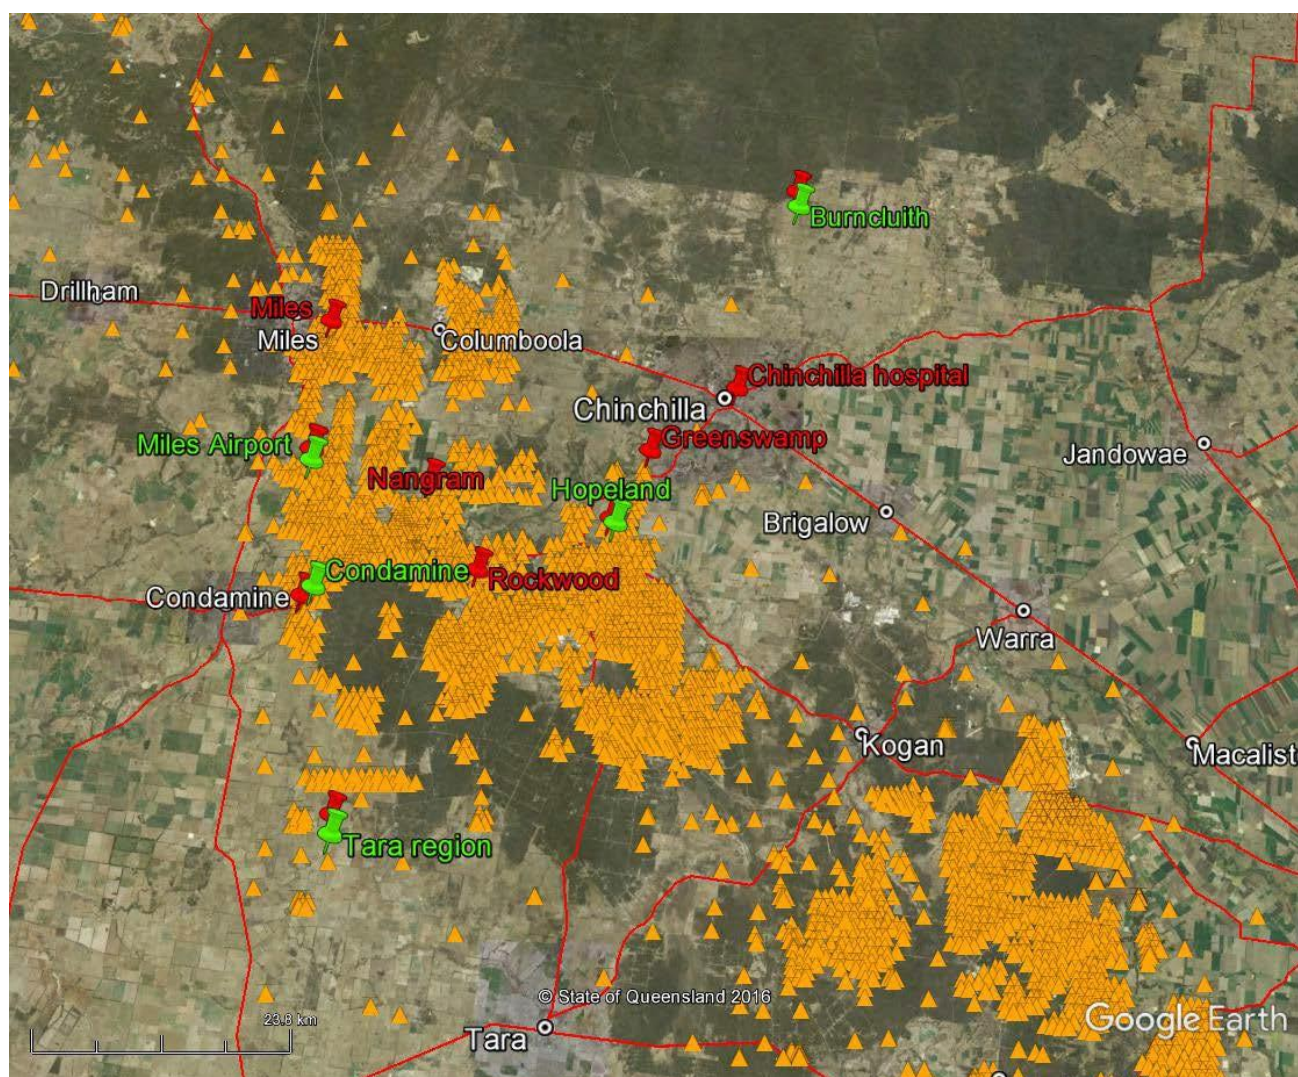 Burncluith
Drillham
Miles
Miles
Columboola
Chinchilla hospital
Chinchilla
Greenswamp
Miles Airport
Jandowae
Nangram
Hopeland
Brigalow
Condamine
Rockwood
Condamine
Warra
Kogan
Macalist
Tara region
© State of Queensland 2016
23.8 km
Google Earth
Tara